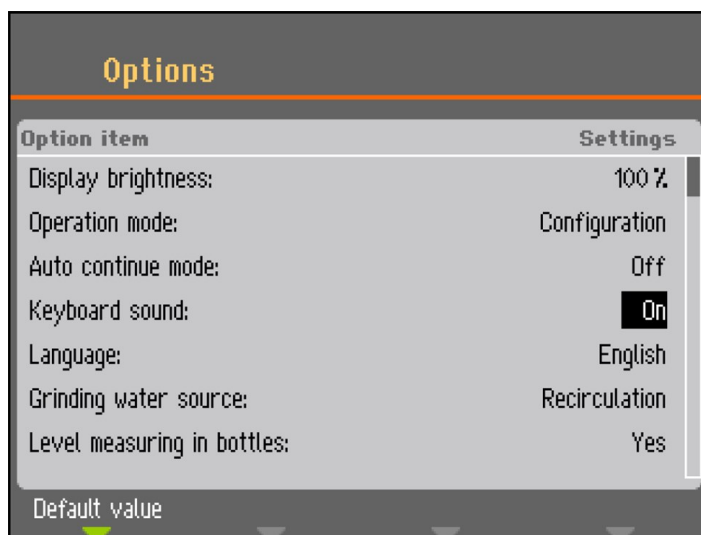 Options
Option item Settings
Display brightness: 100 %
Operation mode: Configuration
Auto continue mode: Off
Keyboard sound: On
Language: English
Grinding water source: Recirculation
Level measuring in bottles: Yes
Default value